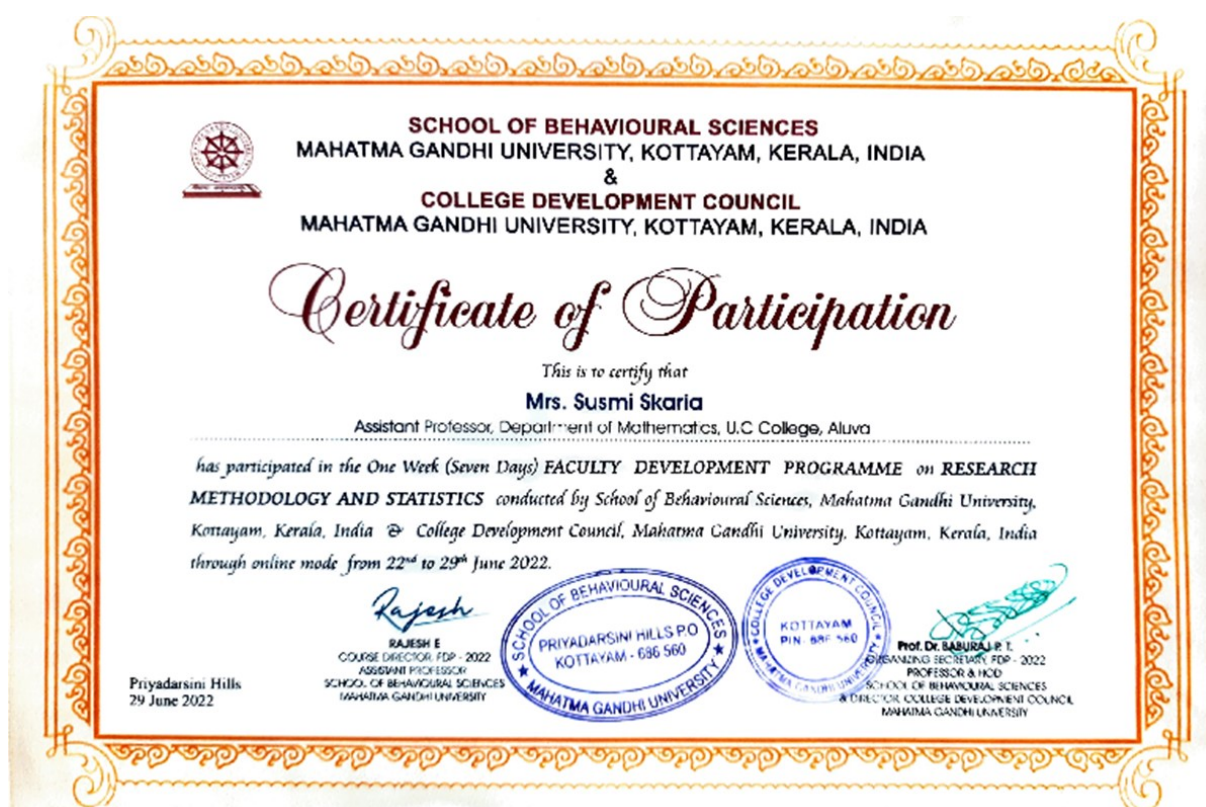 SCHOOL OF BEHAVIOURAL SCIENCES
MAHATMA GANDHI UNIVERSITY, KOTTAYAM, KERALA, INDIA
&
COLLEGE DEVELOPMENT COUNCIL
MAHATMA GANDHI UNIVERSITY, KOTTAYAM, KERALA, INDIA
Certificate of Participation
This is to certify that
Mrs. Susmi Skaria
Assistant Professor, Department of Mathematics, U.C College, Aluva
has participated in the One Week (Seven Days) FACULTY DEVELOPMENT PROGRAMME on RESEARCH
METHODOLOGY AND STATISTICS conducted by School of Behavioural Sciences, Mahatma Gandhi University,
Kottayam, Kerala, India & College Development Council, Mahatma Gandhi University, Kottayam, Kerala, India
through online mode from 22nd to 29th June 2022.
Rajesh
RAJESH E
COURSE DIRECTOR, FDP - 2022
ASSISTANT PROFESSOR
SCHOOL OF BEHAVIOURAL SCIENCES
MAHATMA GANDHI UNIVERSITY
Priyadarsini Hills
29 June 2022
SCHOOL OF BEHAVIOURAL SCIENCES
PRIYADARSINI HILLS P.O
KOTTAYAM - 686 560
MAHATMA GANDHI UNIVERSITY
COLLEGE DEVELOPMENT COUNCIL
KOTTAYAM
PIN- 686 560
MAHATMA GANDHI UNIVERSITY
Prof. Dr. BABURAJ P. T.
ORGANIZING SECRETARY, FDP - 2022
PROFESSOR & HOD
SCHOOL OF BEHAVIOURAL SCIENCES
& DIRECTOR, COLLEGE DEVELOPMENT COUNCIL
MAHATMA GANDHI UNIVERSITY